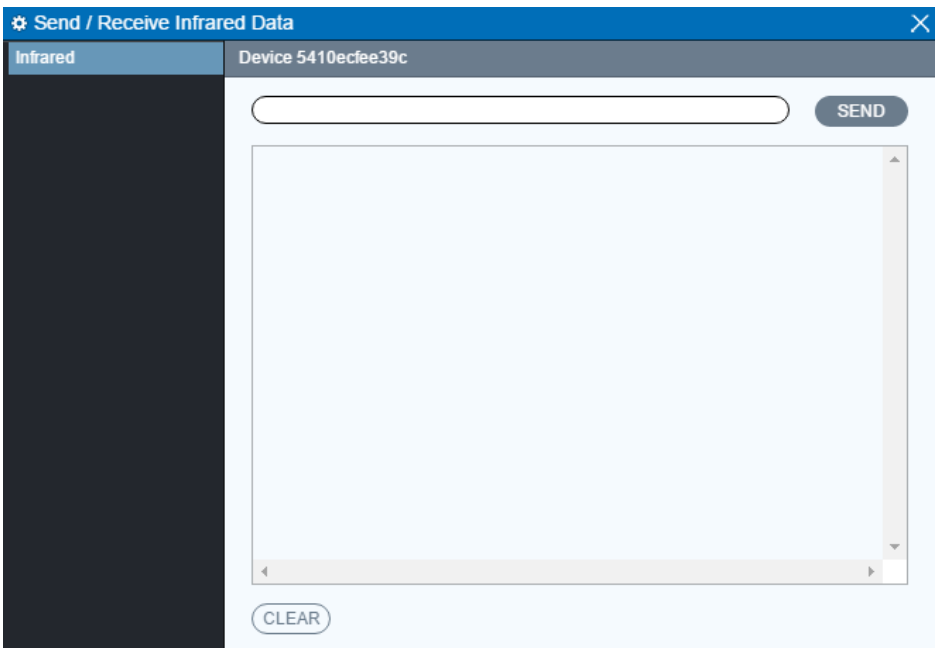 Send / Receive Infrared Data
Infrared
Device 5410ecfee39c
SEND
CLEAR